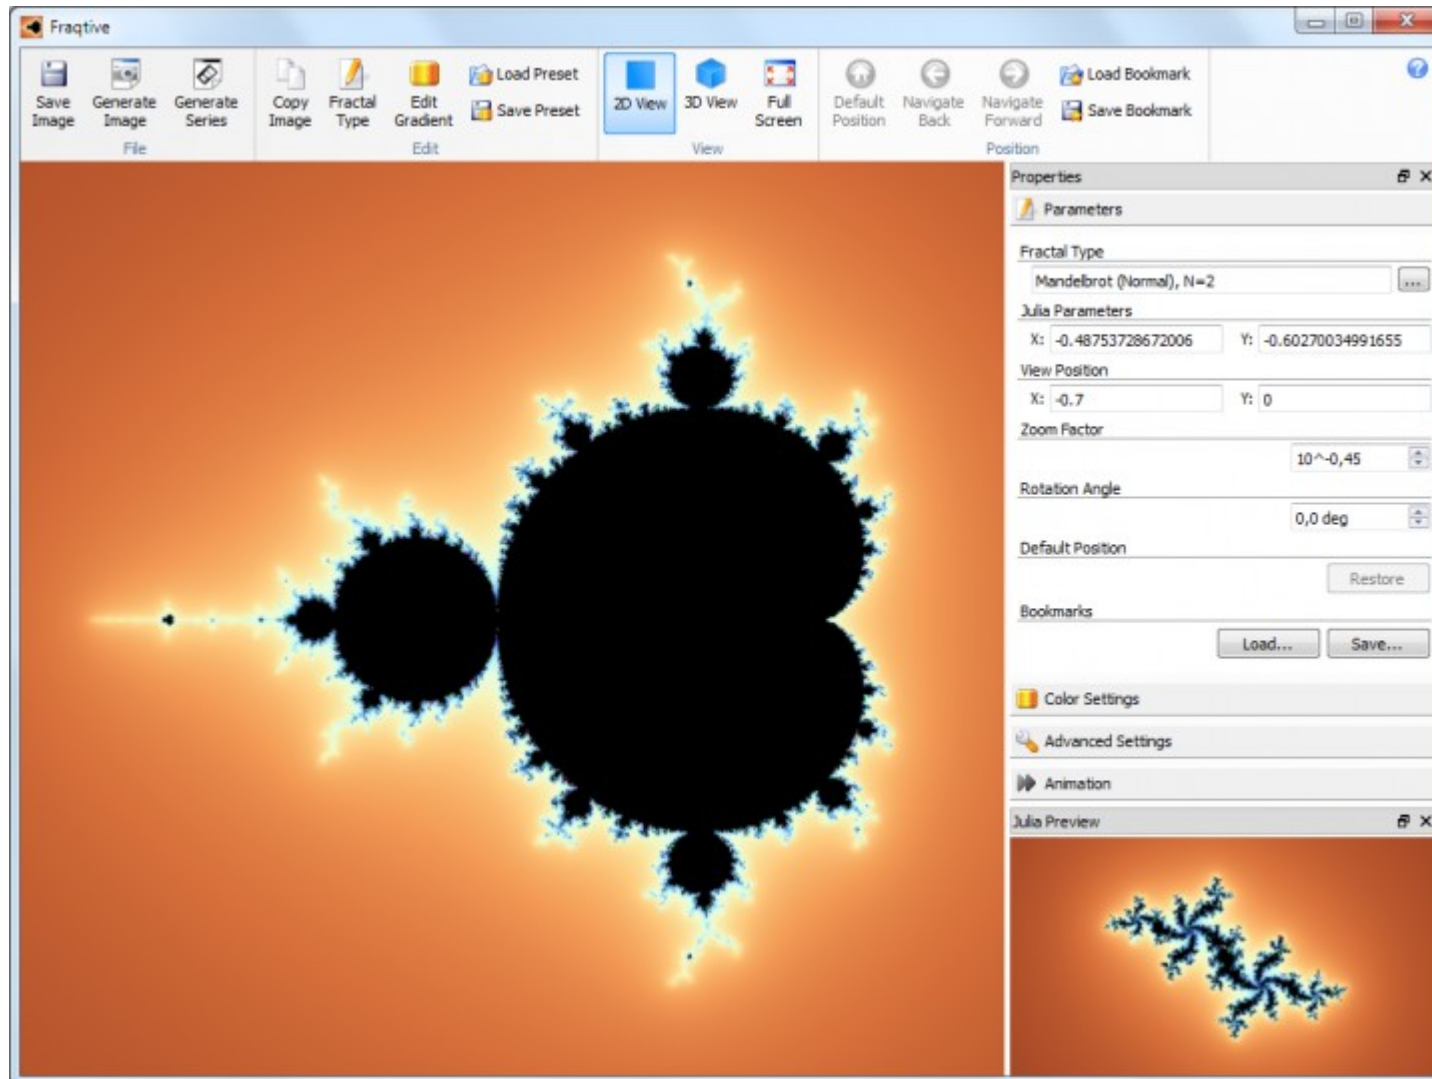 Fraqtive
Save Image
Generate Image
Generate Series
File
Copy Image
Fractal Type
Edit Gradient
Load Preset
Save Preset
Edit
2D View
3D View
Full Screen
View
Default Position
Navigate Back
Navigate Forward
Load Bookmark
Save Bookmark
Position
Properties
Parameters
Fractal Type
Mandelbrot (Normal), N=2
...
Julia Parameters
X: -0.48753728672006 Y: -0.60270034991655
View Position
X: -0.7 Y: 0
Zoom Factor
10^-0,45
Rotation Angle
0,0 deg
Default Position
Restore
Bookmarks
Load... Save...
Color Settings
Advanced Settings
Animation
Julia Preview